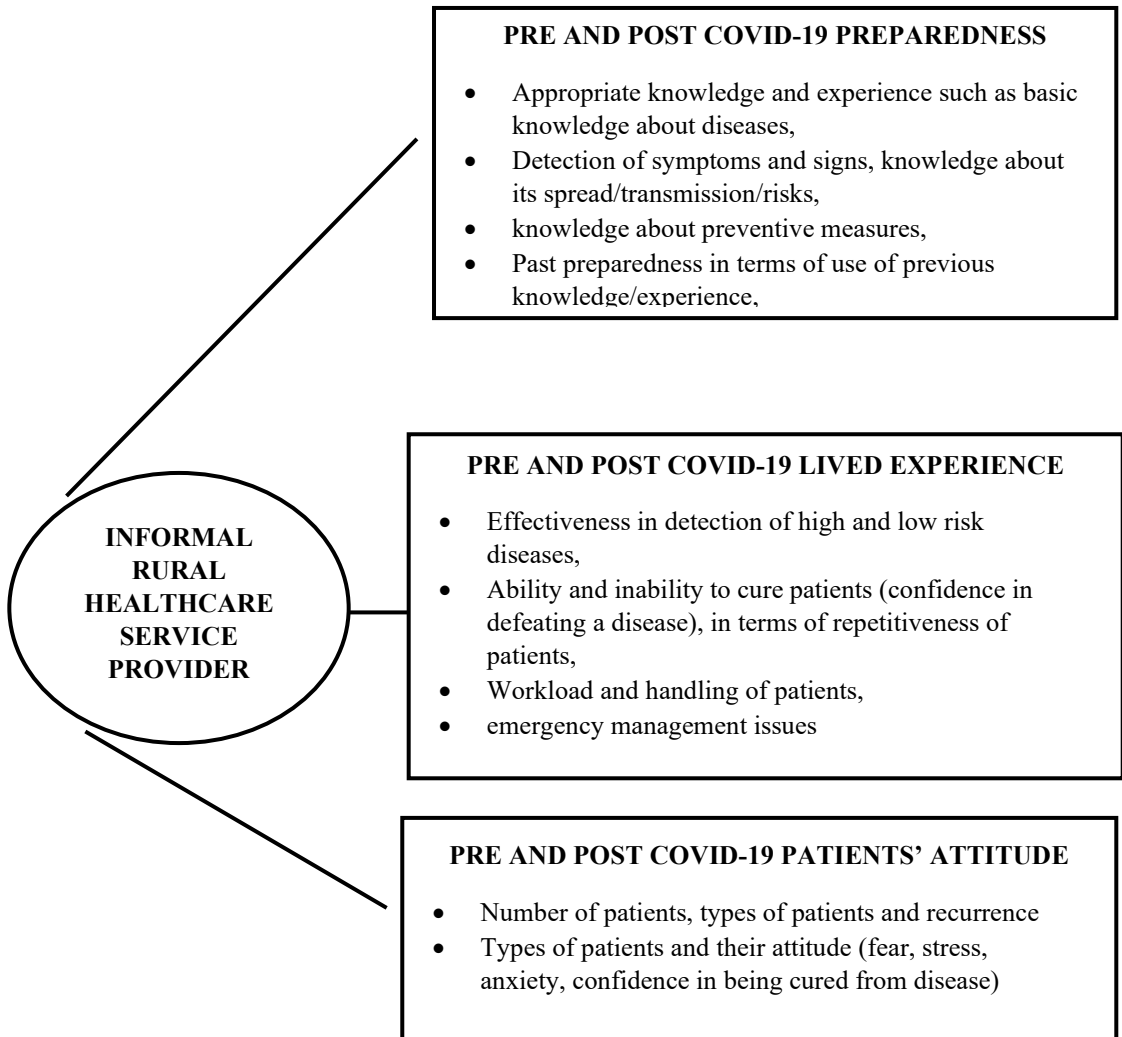 PRE AND POST COVID-19 PREPAREDNESS
• Appropriate knowledge and experience such as basic
knowledge about diseases,
• Detection of symptoms and signs, knowledge about
its spread/transmission/risks,
• knowledge about preventive measures,
• Past preparedness in terms of use of previous
knowledge/experience,
INFORMAL
RURAL
HEALTHCARE
SERVICE
PROVIDER
PRE AND POST COVID-19 LIVED EXPERIENCE
• Effectiveness in detection of high and low risk
diseases,
• Ability and inability to cure patients (confidence in
defeating a disease), in terms of repetitiveness of
patients,
• Workload and handling of patients,
• emergency management issues
PRE AND POST COVID-19 PATIENTS’ ATTITUDE
• Number of patients, types of patients and recurrence
• Types of patients and their attitude (fear, stress,
anxiety, confidence in being cured from disease)